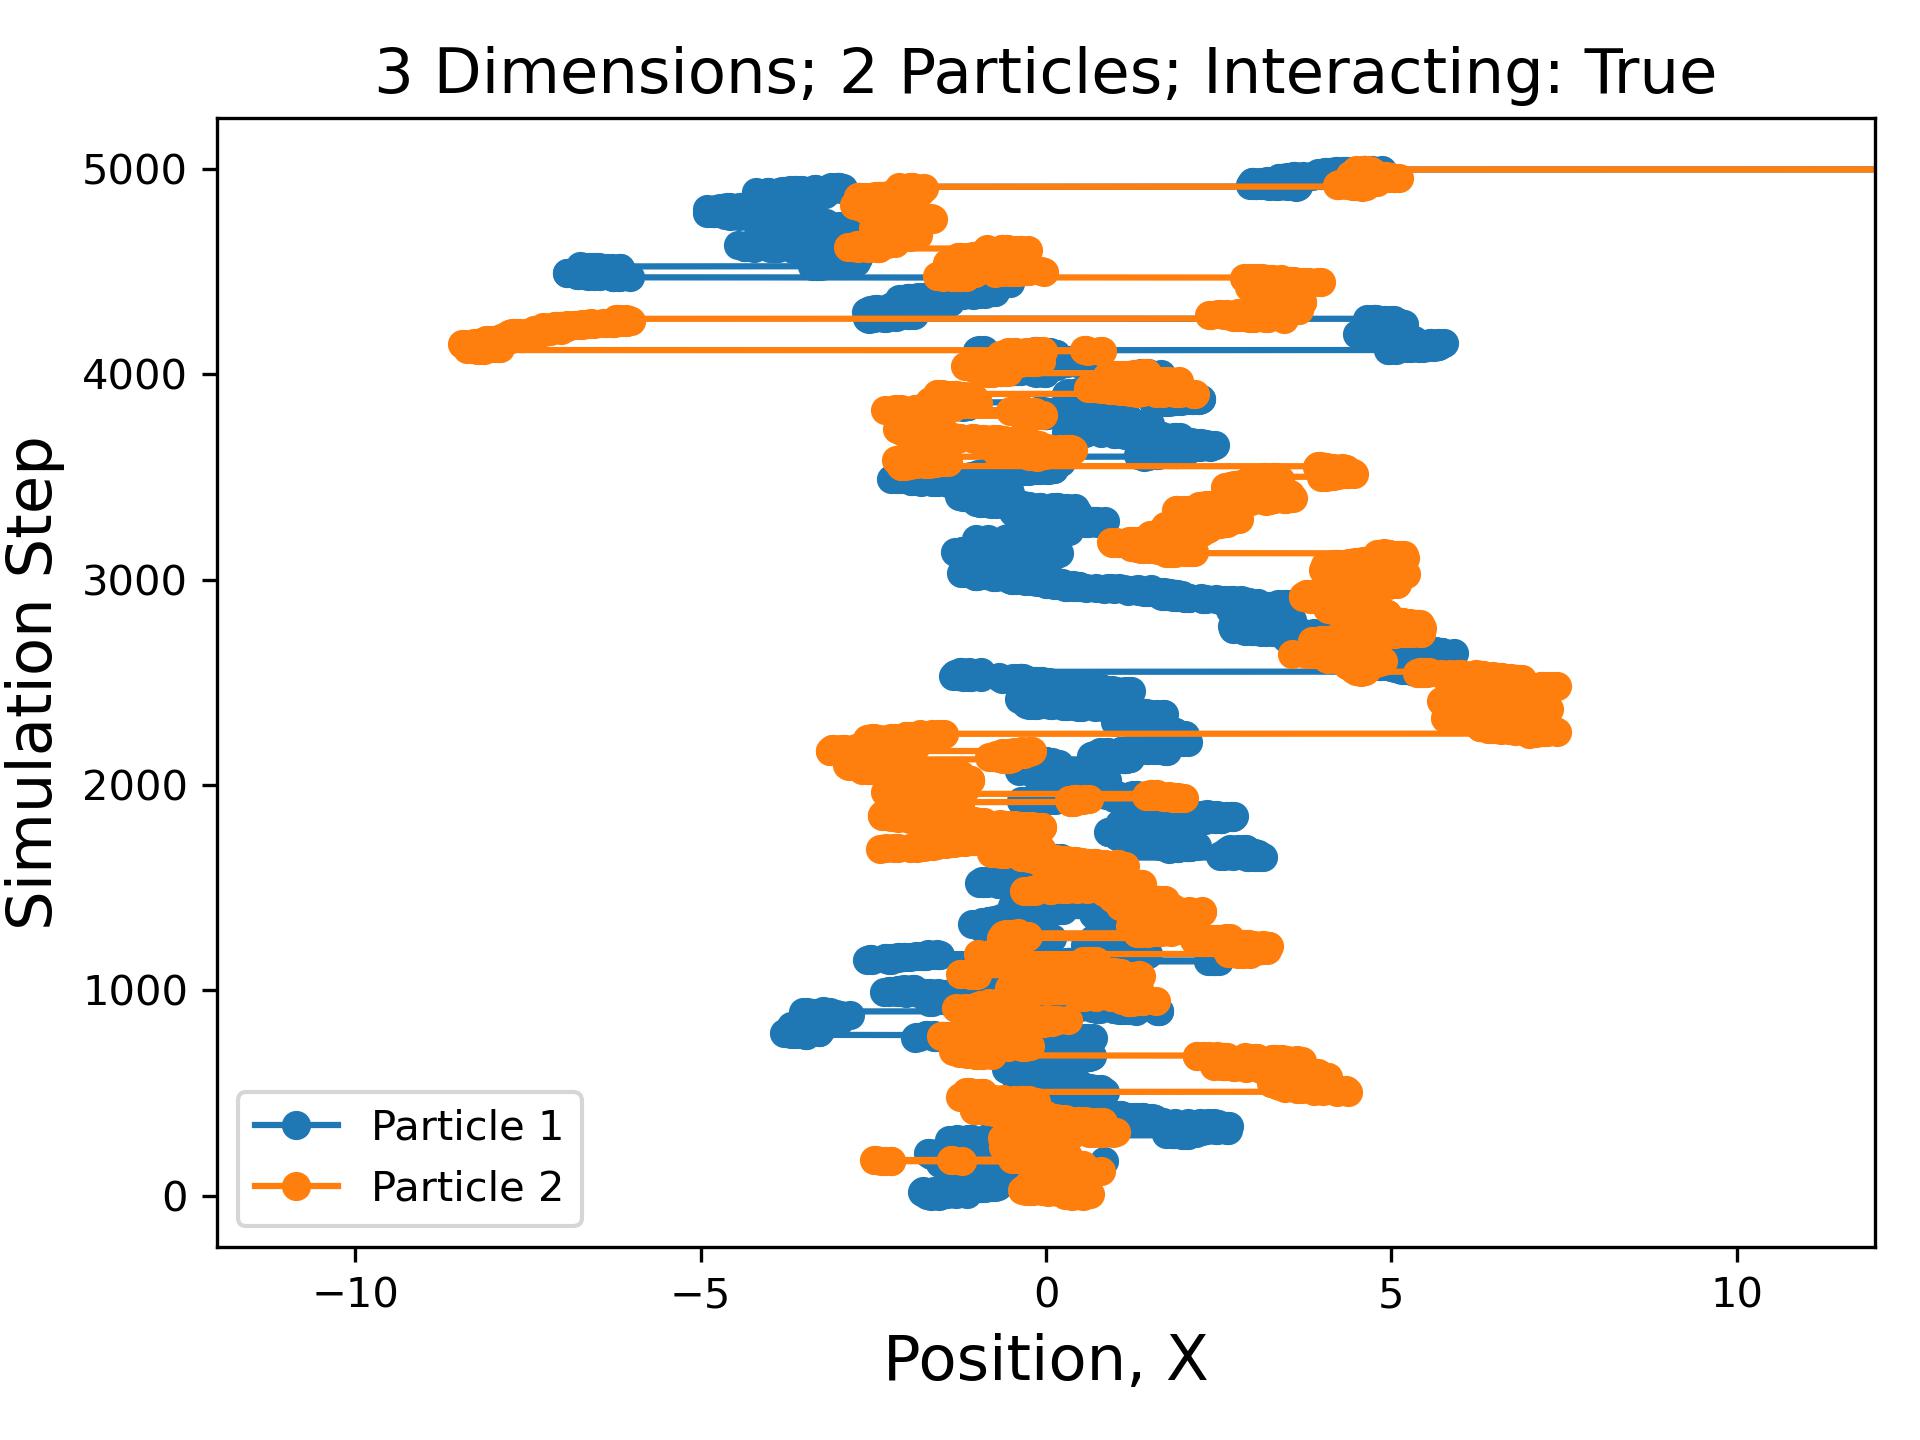 3 Dimensions; 2 Particles; Interacting: True
Simulation Step
5000
4000
3000
2000
1000
0
Particle 1
Particle 2
−10
−5
0
5
10
Position, X